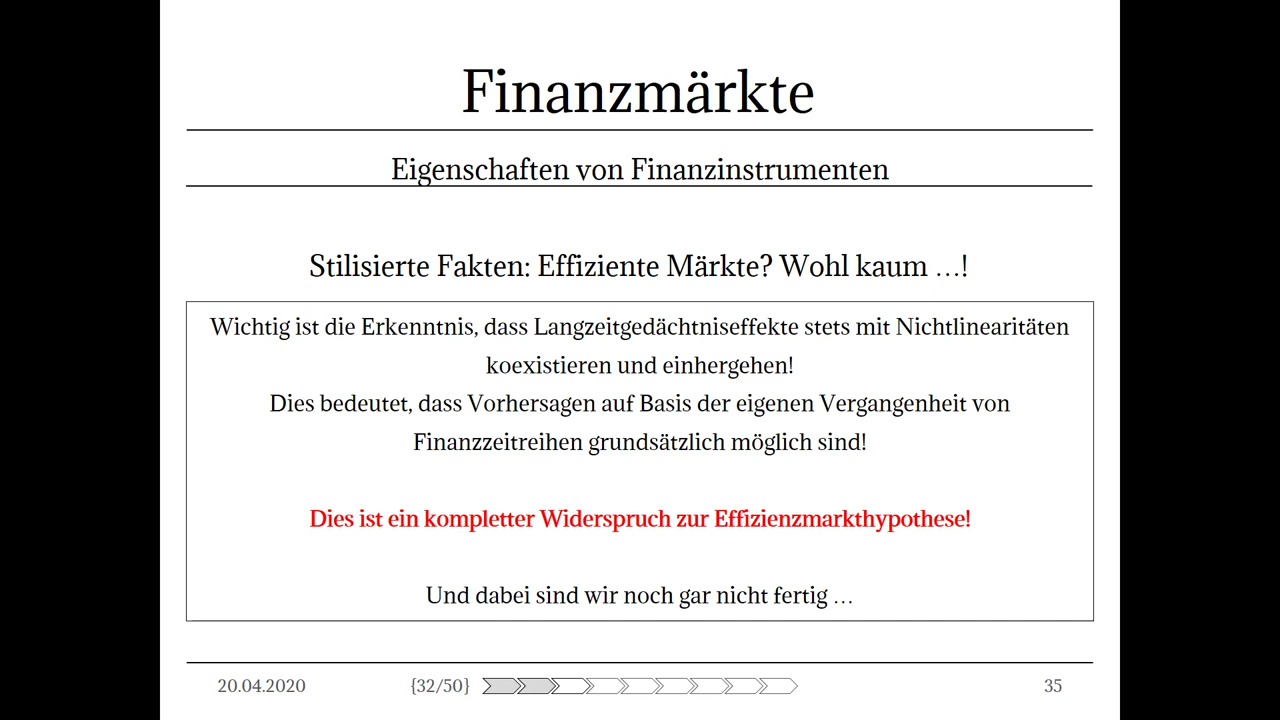 Finanzmärkte
Eigenschaften von Finanzinstrumenten
Stilisierte Fakten: Effiziente Märkte? Wohl kaum …!
Wichtig ist die Erkenntnis, dass Langzeitgedächtniseffekte stets mit Nichtlinearitäten
koexistieren und einhergehen!
Dies bedeutet, dass Vorhersagen auf Basis der eigenen Vergangenheit von
Finanzzeitreihen grundsätzlich möglich sind!
Dies ist ein kompletter Widerspruch zur Effizienzmarkthypothese!
Und dabei sind wir noch gar nicht fertig …
20.04.2020 {32/50} 35